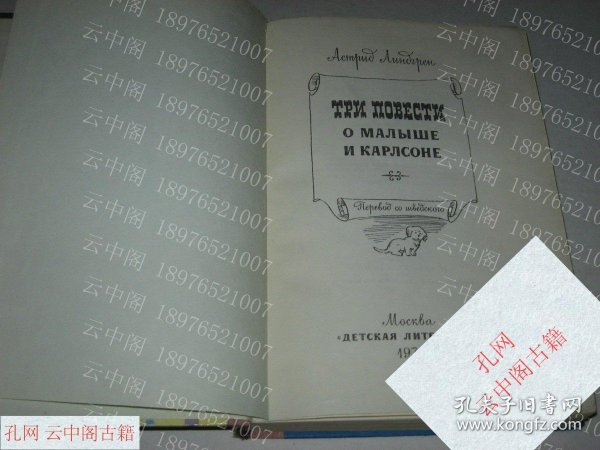 Астрид Линдгрен
ТРИ ПОВЕСТИ
О МАЛЫШЕ
И КАРЛСОНЕ
Перевод со шведского
Москва
«ДЕТСКАЯ ЛИТЕ
197
云中阁 18976521007
孔网
云中阁古籍
孔网 云中阁古籍
孔夫子旧书网
www.kongfz.com